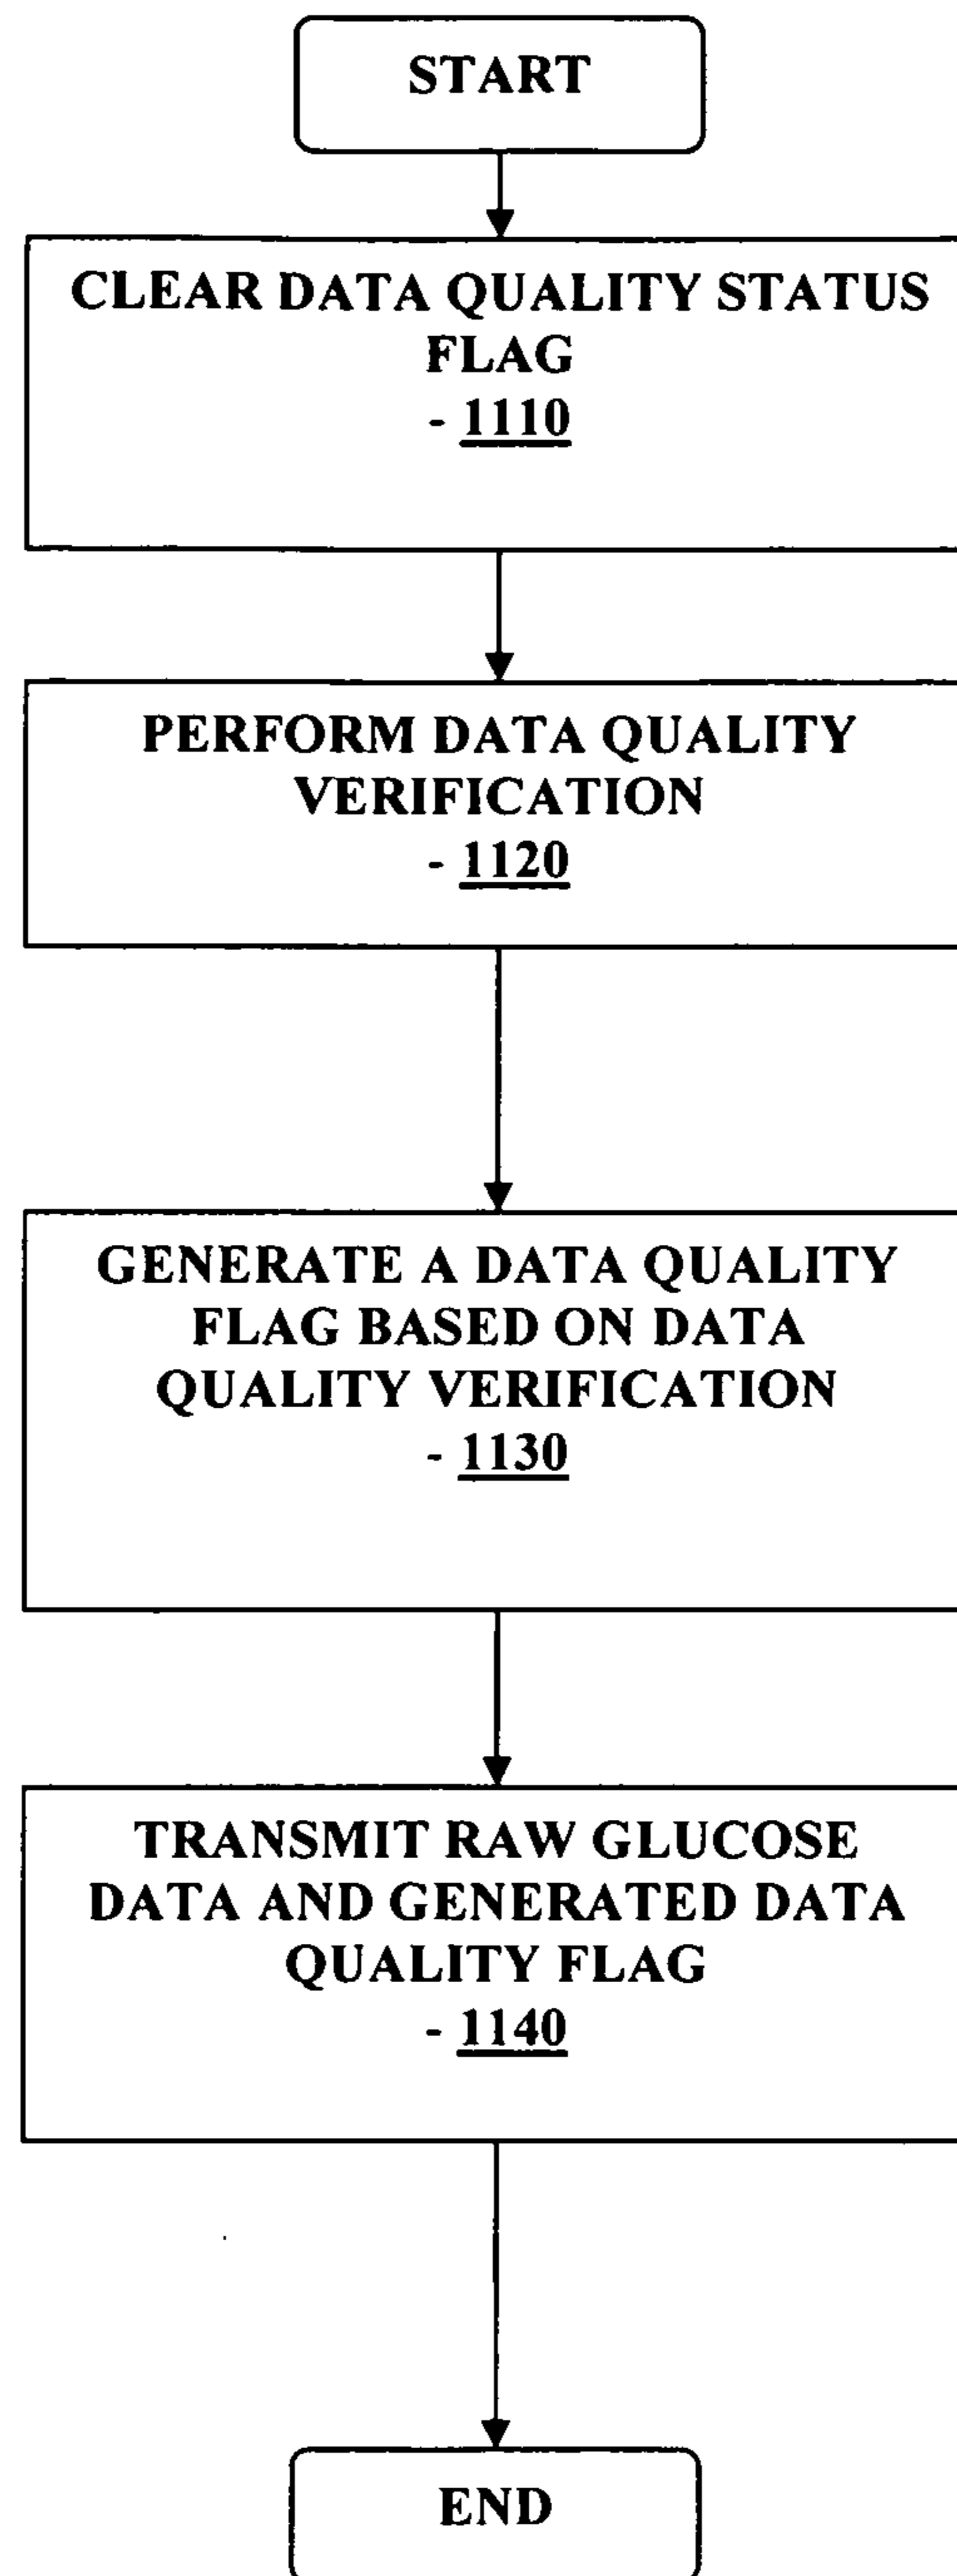 START
CLEAR DATA QUALITY STATUS
FLAG
- 1110
PERFORM DATA QUALITY
VERIFICATION
- 1120
GENERATE A DATA QUALITY
FLAG BASED ON DATA
QUALITY VERIFICATION
- 1130
TRANSMIT RAW GLUCOSE
DATA AND GENERATED DATA
QUALITY FLAG
- 1140
END